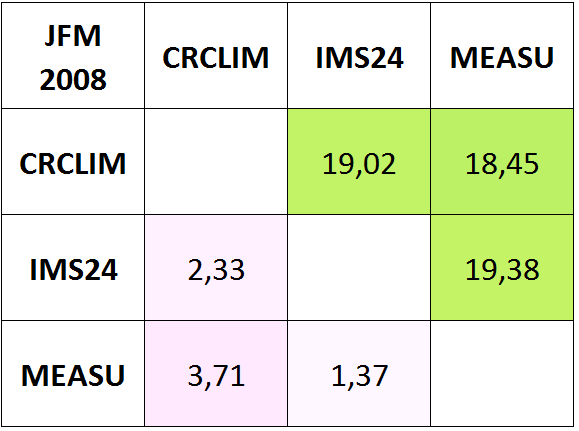 JFM
2008 CRCLIM IMS24 MEASU
CRCLIM 19,02 18,45
IMS24 2,33 19,38
MEASU 3,71 1,37